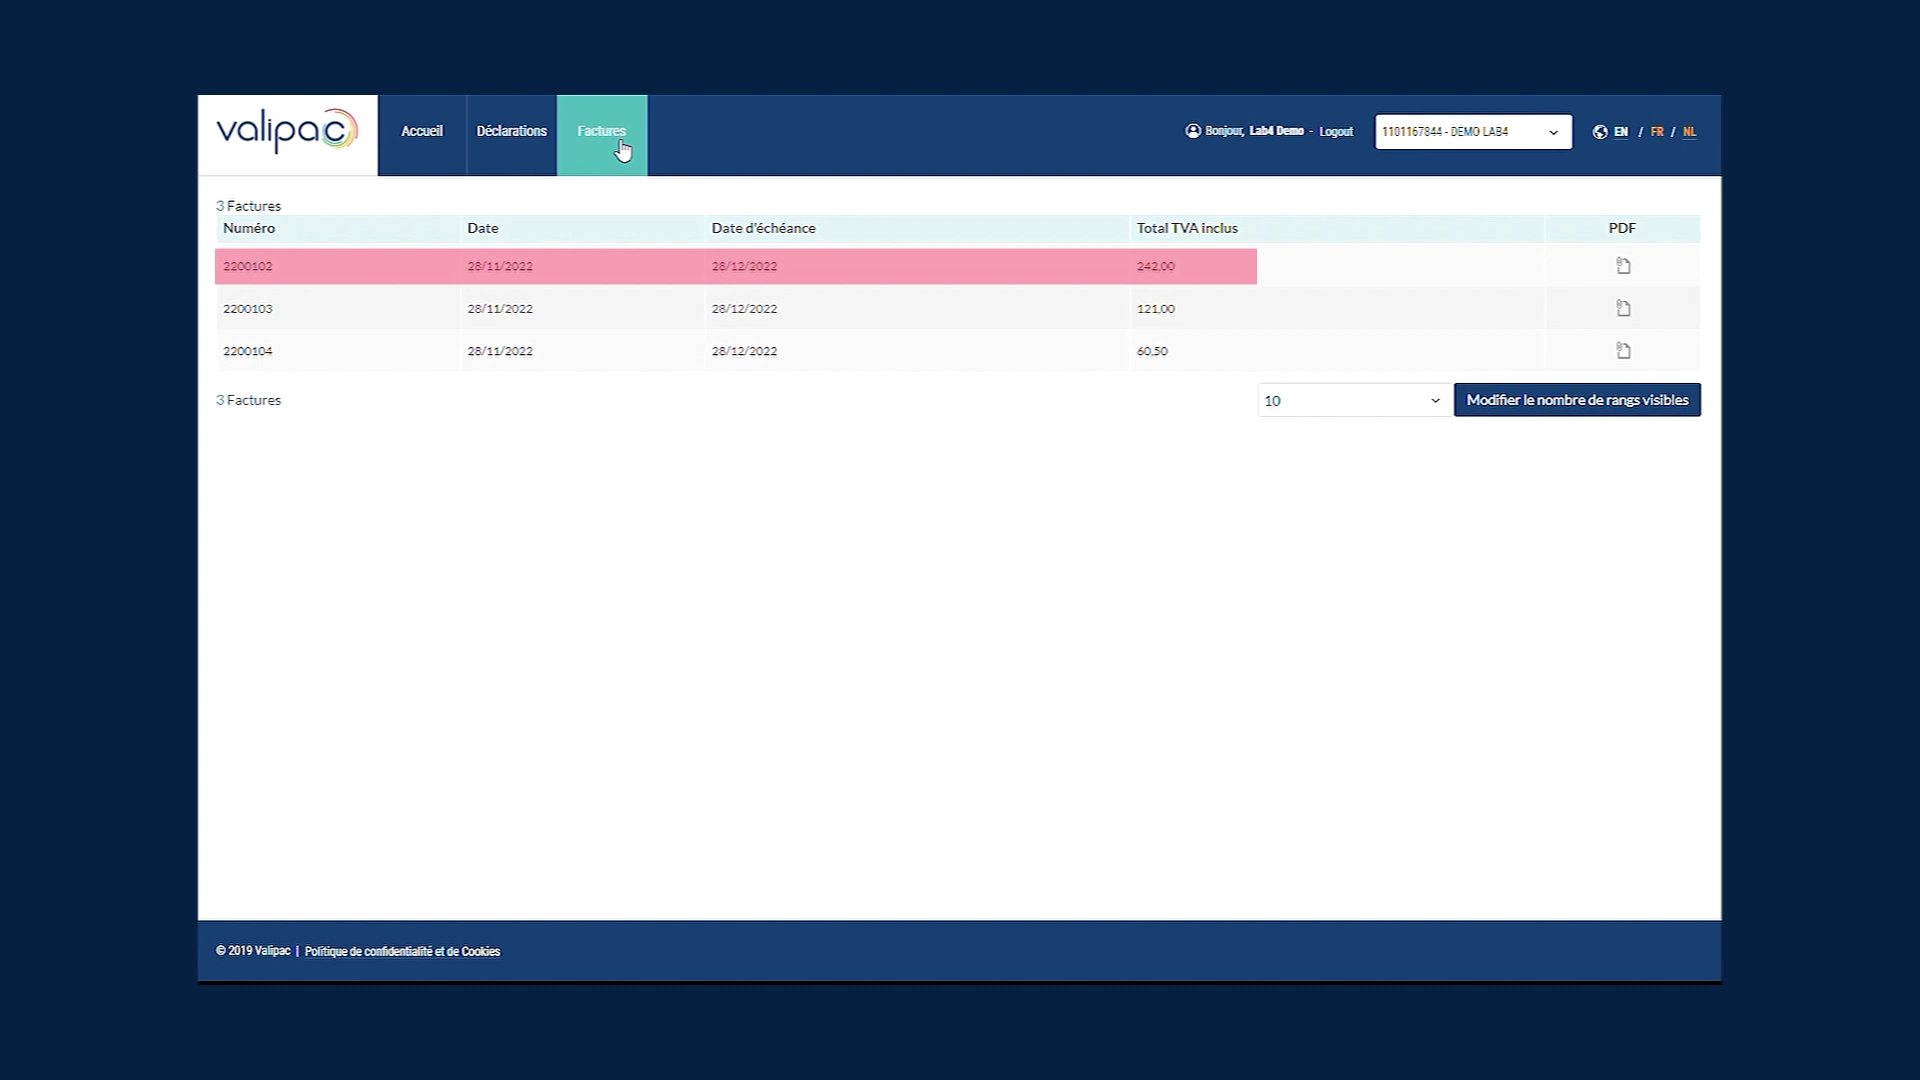 valipac
Accueil Déclarations Factures
Bonjour, Lab4 Demo - Logout
1101167844 - DEMO LAB4
EN / FR / NL
3 Factures
Numéro Date Date d'échéance Total TVA inclus PDF
2200102 28/11/2022 28/12/2022 242,00
2200103 28/11/2022 28/12/2022 121,00
2200104 28/11/2022 28/12/2022 60,50
3 Factures
10
Modifier le nombre de rangs visibles
© 2019 Valipac | Politique de confidentialité et de Cookies